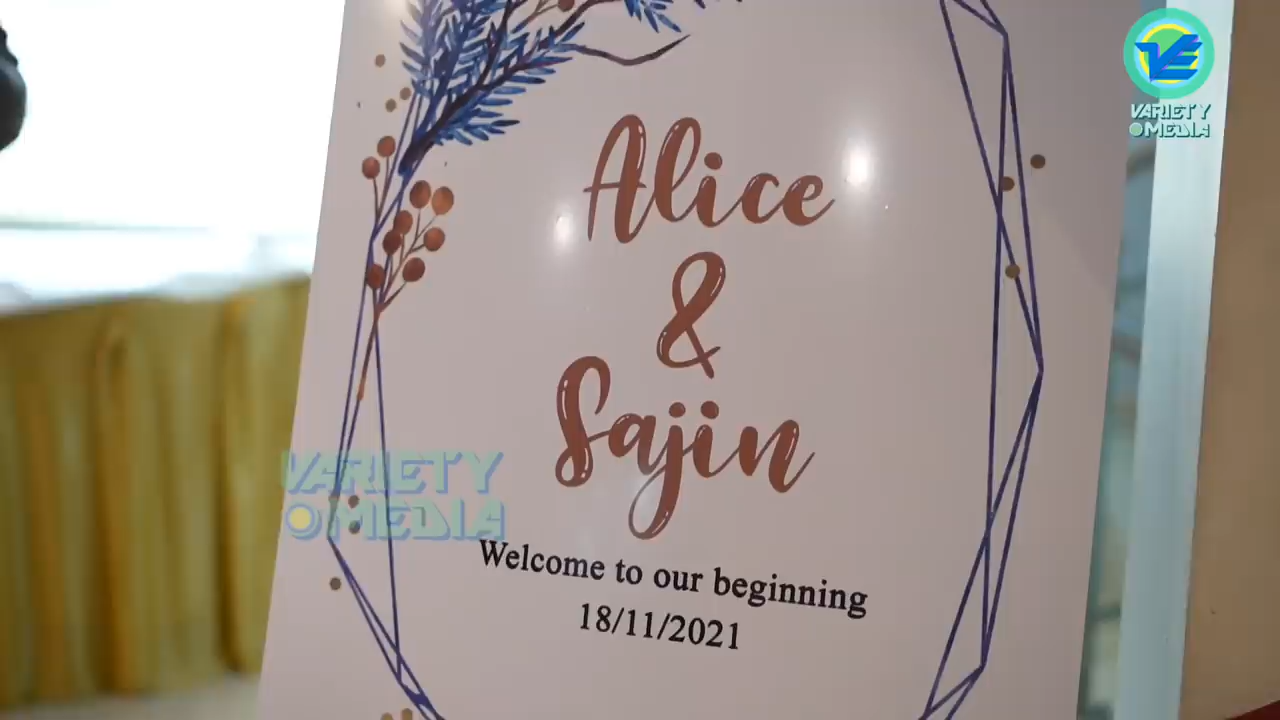 VARIETY
MEDIA
Alice
&
Sajin
VARIETY
MEDIA
Welcome to our beginning
18/11/2021